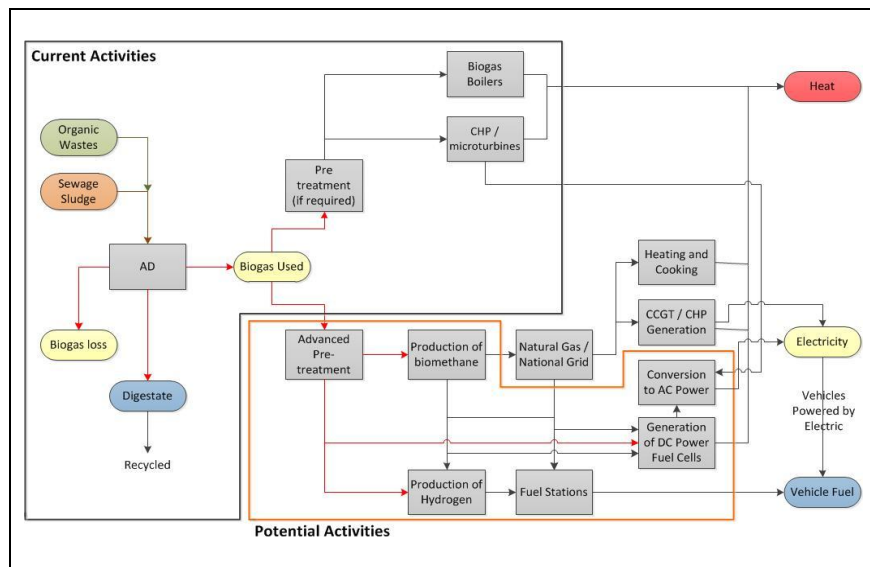 Current Activities
Organic
Wastes
Sewage
Sludge
AD
Biogas loss
Digestate
Recycled
Biogas Used
Pre
treatment
(if required)
Biogas
Boilers
CHP /
microturbines
Heat
Heating and
Cooking
CCGT / CHP
Generation
Electricity
Advanced
Pre-
treatment
Production of
biomethane
Natural Gas /
National Grid
Conversion
to AC Power
Vehicles
Powered by
Electric
Generation
of DC Power
Fuel Cells
Production of
Hydrogen
Fuel Stations
Vehicle Fuel
Potential Activities